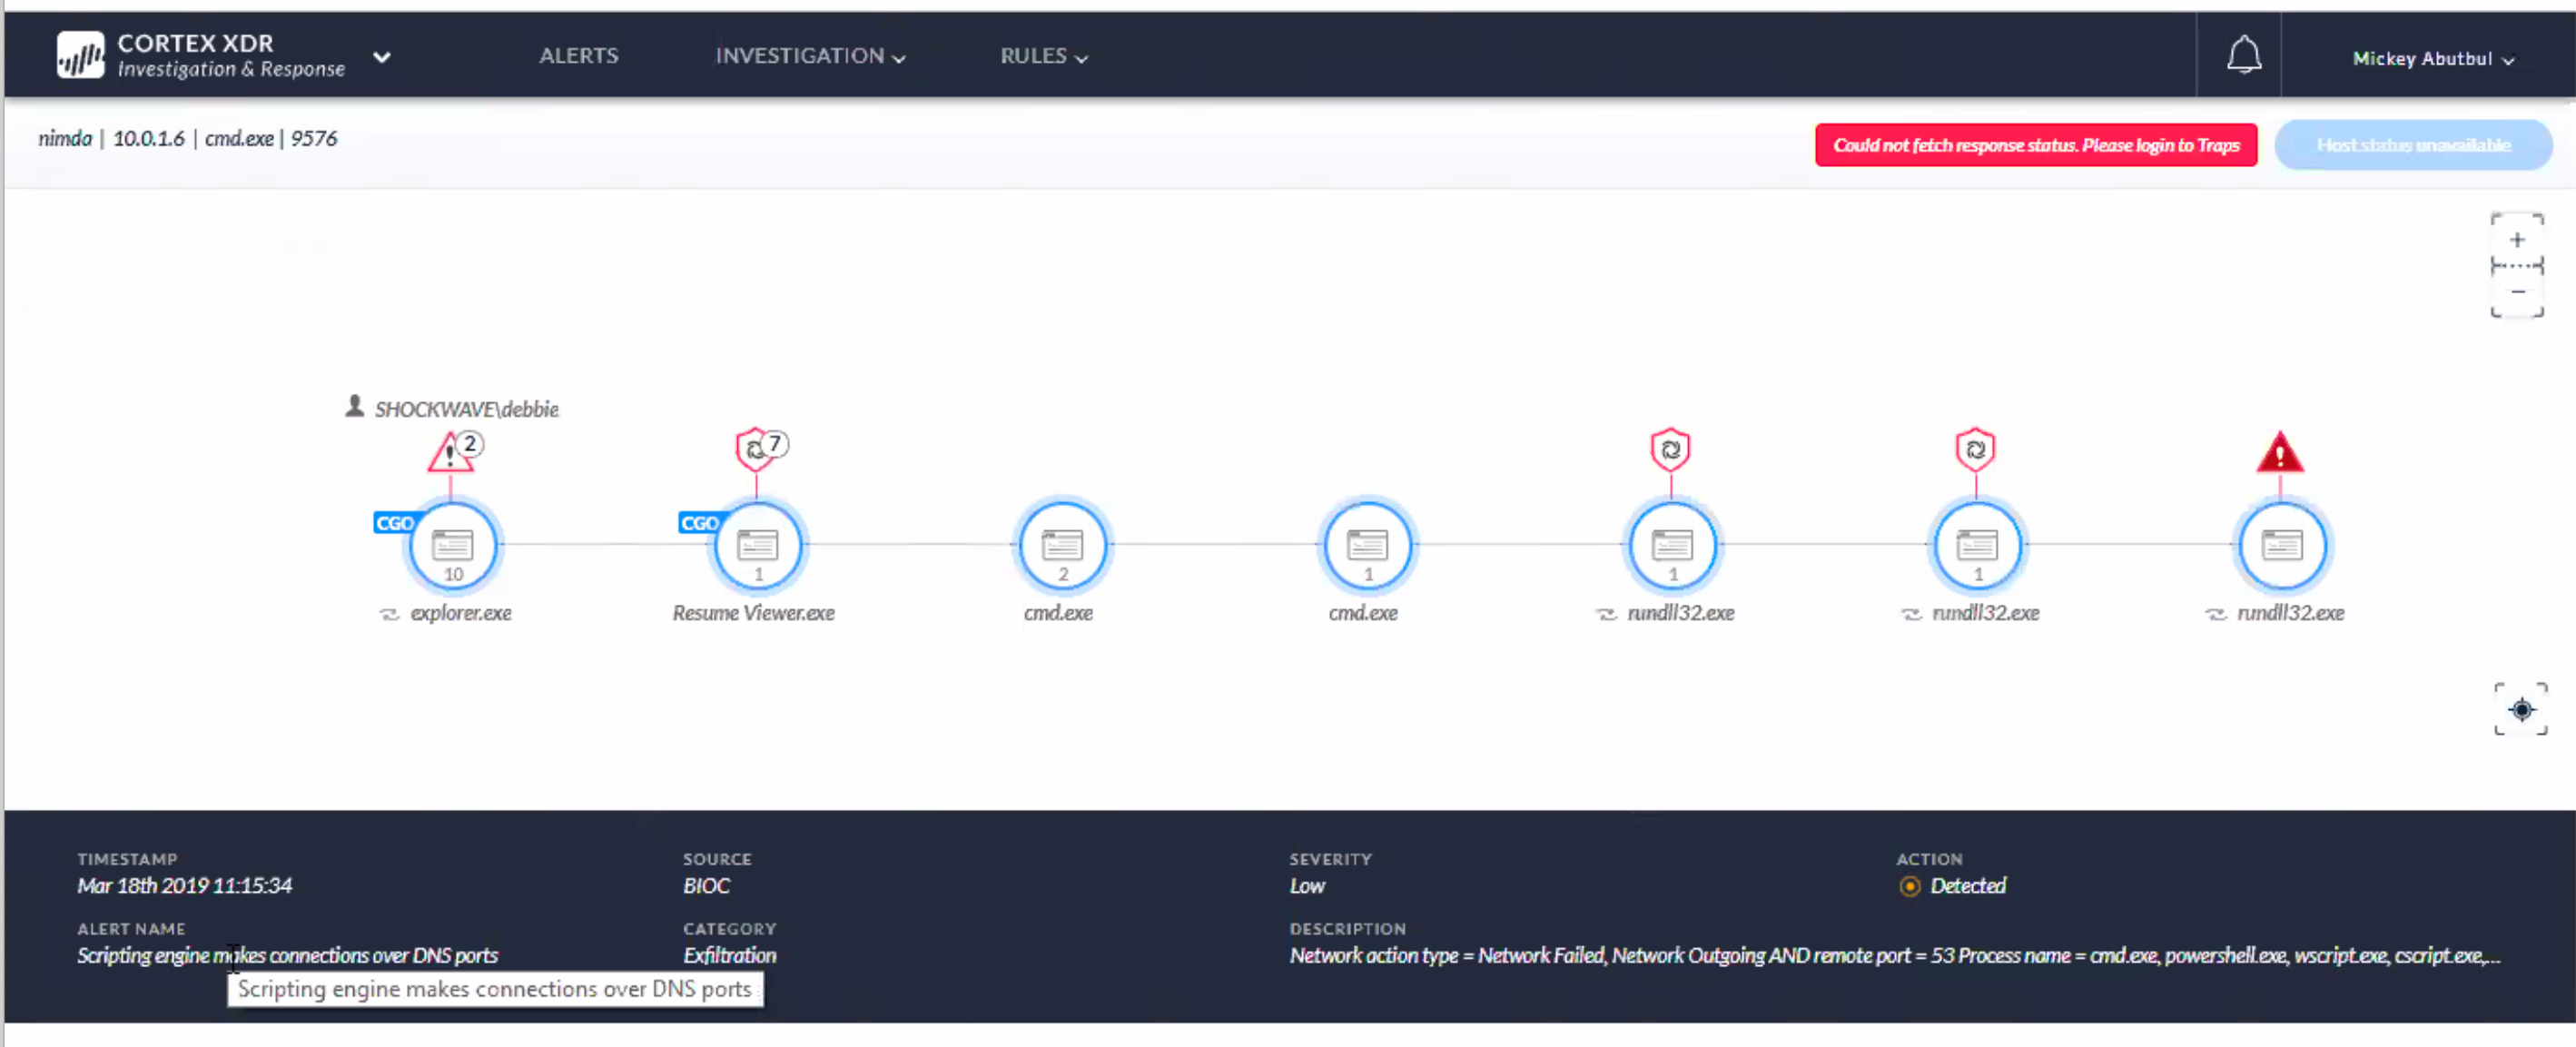 CORTEX XDR
Investigation & Response
ALERTS
INVESTIGATION
RULES
Mickey Abutbul
nimda | 10.0.1.6 | cmd.exe | 9576
Could not fetch response status. Please login to Traps
Host status unavailable
SHOCKWAVE\debbie
2
7
CGO
CGO
10
1
2
1
1
1
explorer.exe
Resume Viewer.exe
cmd.exe
cmd.exe
rundll32.exe
rundll32.exe
rundll32.exe
TIMESTAMP
Mar 18th 2019 11:15:34
SOURCE
BIOC
SEVERITY
Low
ACTION
Detected
ALERT NAME
Scripting engine makes connections over DNS ports
CATEGORY
Exfiltration
DESCRIPTION
Network action type = Network Failed, Network Outgoing AND remote port = 53 Process name = cmd.exe, powershell.exe, wscript.exe, cscript.exe,...
Scripting engine makes connections over DNS ports